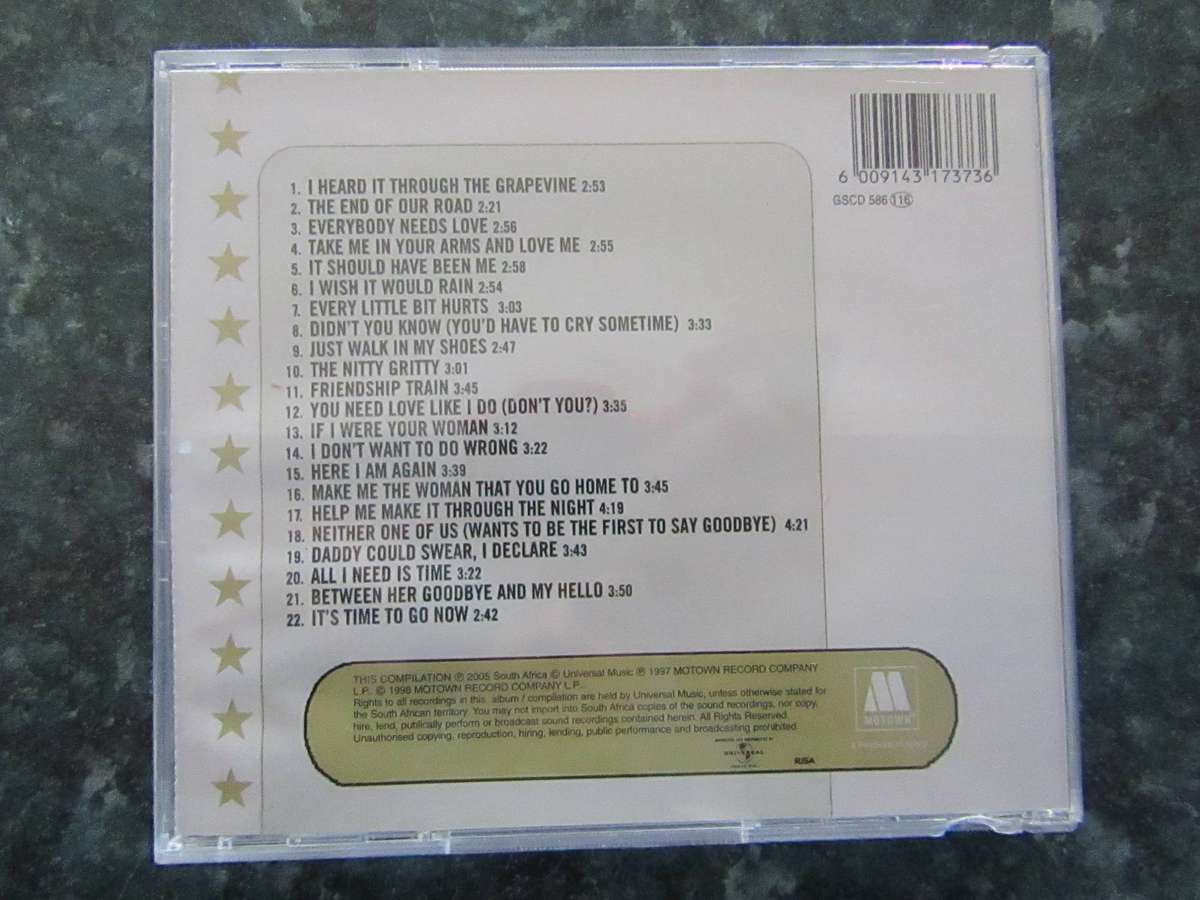 1. I HEARD IT THROUGH THE GRAPEVINE 2:53
2. THE END OF OUR ROAD 2:21
3. EVERYBODY NEEDS LOVE 2:56
4. TAKE ME IN YOUR ARMS AND LOVE ME 2:55
5. IT SHOULD HAVE BEEN ME 2:58
6. I WISH IT WOULD RAIN 2:54
7. EVERY LITTLE BIT HURTS 3:03
8. DIDN'T YOU KNOW (YOU'D HAVE TO CRY SOMETIME) 3:33
9. JUST WALK IN MY SHOES 2:47
10. THE NITTY GRITTY 3:01
11. FRIENDSHIP TRAIN 3:45
12. YOU NEED LOVE LIKE I DO (DON'T YOU?) 3:35
13. IF I WERE YOUR WOMAN 3:12
14. I DON'T WANT TO DO WRONG 3:22
15. HERE I AM AGAIN 3:39
16. MAKE ME THE WOMAN THAT YOU GO HOME TO 3:45
17. HELP ME MAKE IT THROUGH THE NIGHT 4:19
18. NEITHER ONE OF US (WANTS TO BE THE FIRST TO SAY GOODBYE) 4:21
19. DADDY COULD SWEAR, I DECLARE 3:43
20. ALL I NEED IS TIME 3:22
21. BETWEEN HER GOODBYE AND MY HELLO 3:50
22. IT'S TIME TO GO NOW 2:42
6 009143 173736
GSCD 586 116
THIS COMPILATION ℗ 2005 South Africa © Universal Music ℗ 1997 MOTOWN RECORD COMPANY
L.P. © 1998 MOTOWN RECORD COMPANY L.P.
Rights to all recordings in this album / compilation are held by Universal Music, unless otherwise stated for
the South African territory. You may not import into South Africa copies of the sound recordings, nor copy,
hire, lend, publically perform or broadcast sound recordings contained herein. All Rights Reserved.
Unauthorised copying, reproduction, hiring, lending, public performance and broadcasting prohibited.
UNIVERSAL
RISA
MOTOWN